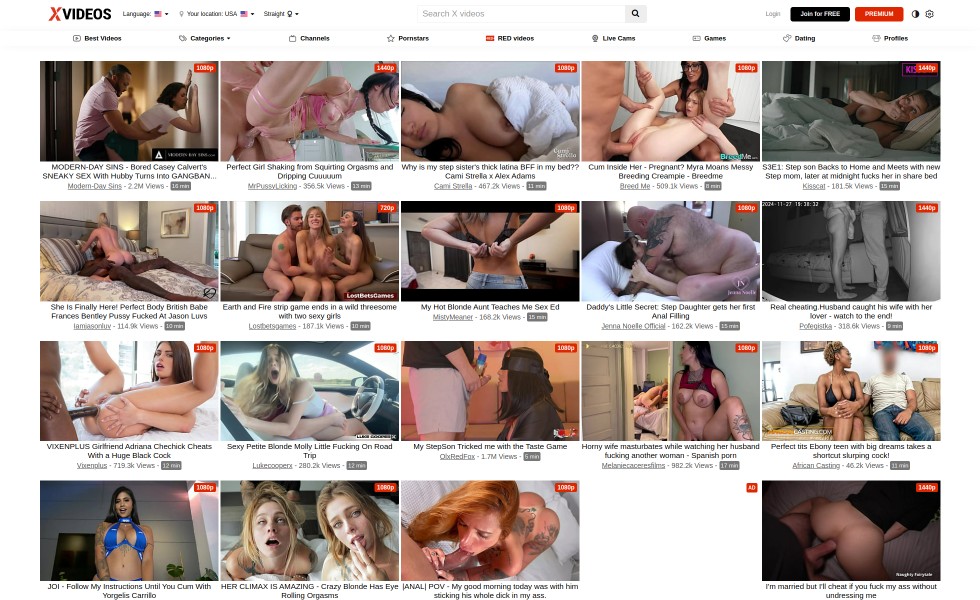 XVIDEOS
Language:
Your location: USA
Straight
Search X videos
Login
Join for FREE
PREMIUM
Best Videos
Categories
Channels
Pornstars
RED videos
Live Cams
Games
Dating
Profiles
1080p
1440p
1080p
1080p
1440p
MODERN-DAY SINS - Bored Casey Courtri's
SNEAKY SEX With Hubby Turns Into GANGBAN...
Modern-Day Sins - 2.2M Views - 16 min
Perfect Girl Shaking from Squirting Orgasms and
Dripping Cuuuuum
MrPussyLicking - 356.5k Views - 13 min
Why is my step sister's thick latina BFF in my bed??
Cami Strella x Alex Adams
Cami Strella - 467.2k Views - 11 min
Cum Inside Her - Pregnant? Myra Moans Messy
Breeding Creampie - Breedme
Breed Me - 509.1k Views - 8 min
S3E1: Step son Backs to Home and Meets with new
Step mom, later at midnight fucks her in share bed
Kisscat - 181.5k Views - 15 min
1080p
720p
1080p
1080p
2024-11-27 19:30:32
1440p
LostBetsGames
She Is Finally Here! Perfect Body British Babe
Frances Bentley Pussy Fucked At Jason Luvs
Iamjasonluv - 114.9k Views - 10 min
Earth and Fire strip game ends in a wild threesome
with two sexy girls
Lostbetsgames - 187.1k Views - 10 min
My Hot Blonde Aunt Teaches Me Sex Ed
MistyMeaner - 168.2k Views - 15 min
Daddy's Little Secret: Step Daughter gets her first
Anal Filling
Jenna Noelle Official - 162.2k Views - 15 min
Real cheating.Husband caught his wife with her
lover - watch to the end!
Pofegistka - 318.6k Views - 9 min
1080p
1080p
1080p
1080p
1080p
VIXENPLUS Girlfriend Adriana Chechick Cheats
With a Huge Black Cock
Vixenplus - 719.3k Views - 12 min
Sexy Petite Blonde Molly Little Fucking On Road
Trip
Lukecooperx - 280.2k Views - 12 min
My StepSon Tricked me with the Taste Game
OlxRedFox - 1.7M Views - 5 min
Horny wife masturbates while watching her husband
fucking another woman - Spanish porn
Melaniecaceresfilms - 982.2k Views - 17 min
Perfect tits Ebony teen with big dreams takes a
shortcut slurping cock!
African Casting - 46.2k Views - 11 min
1080p
1080p
1080p
AD
1440p
Naughty Fairytale
JOI - Follow My Instructions Until You Cum With
Yorgelis Carrillo
HER CLIMAX IS AMAZING - Crazy Blonde Has Eye
Rolling Orgasms
|ANAL| POV - My good morning today was with him
sticking his whole dick in my ass.
I'm married but I'll cheat if you fuck my ass without
undressing me